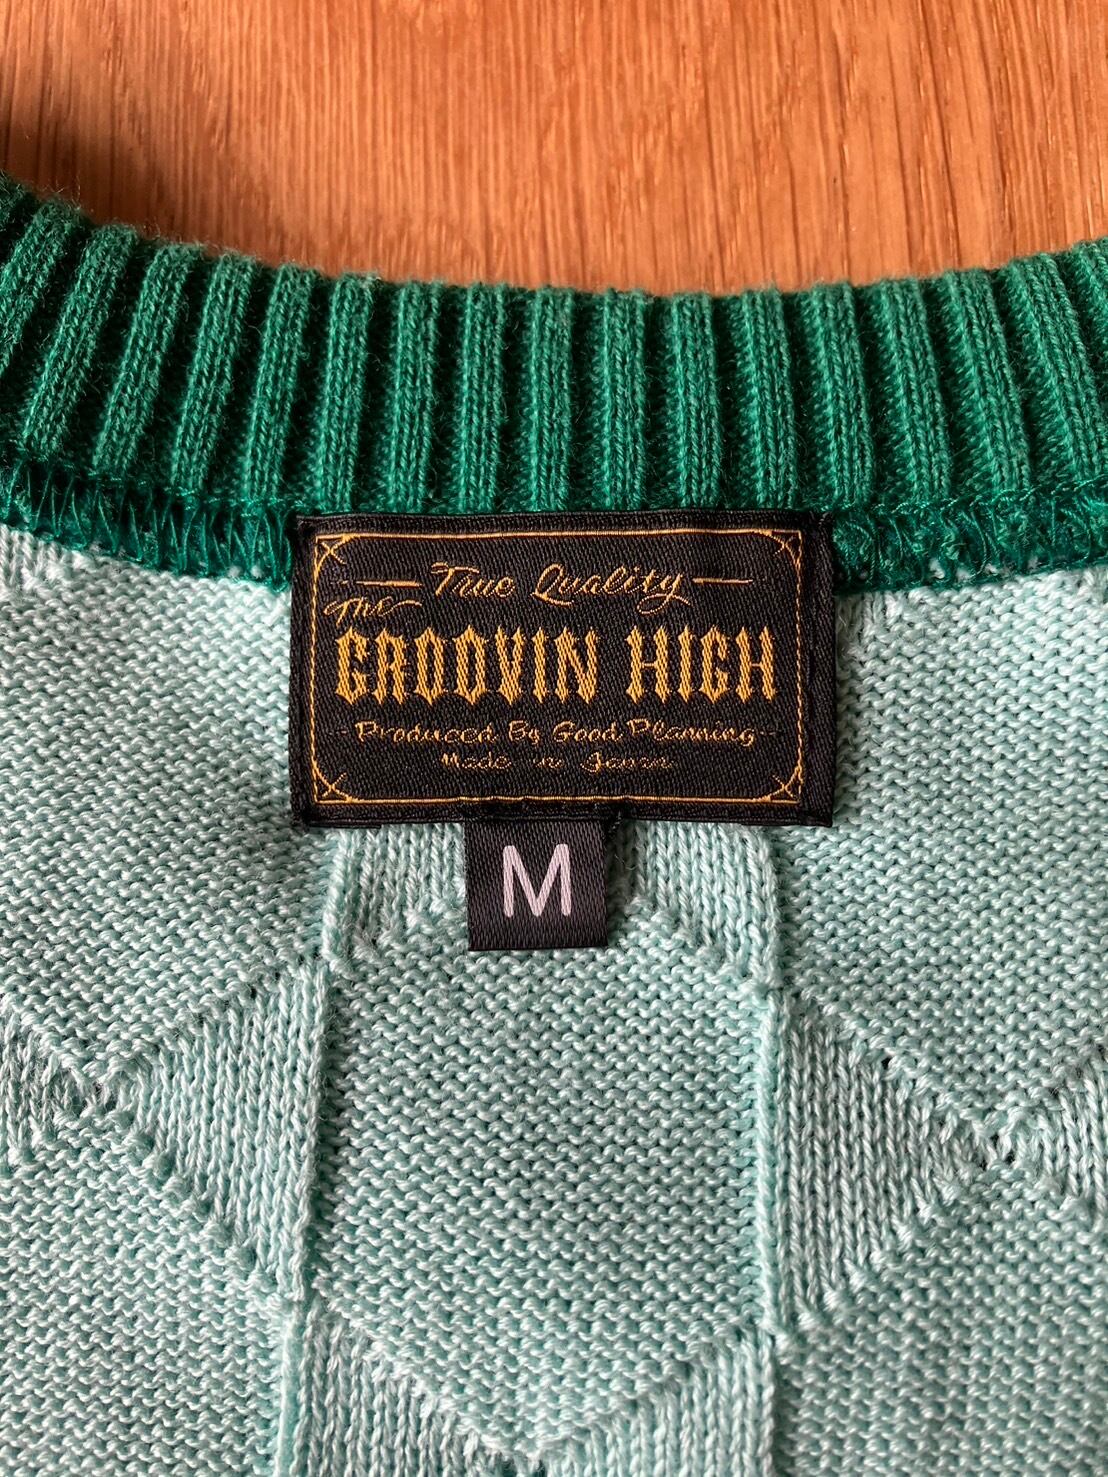 True Quality
The
GROOVIN HIGH
Produced By Good Planning
Made in Japan
M